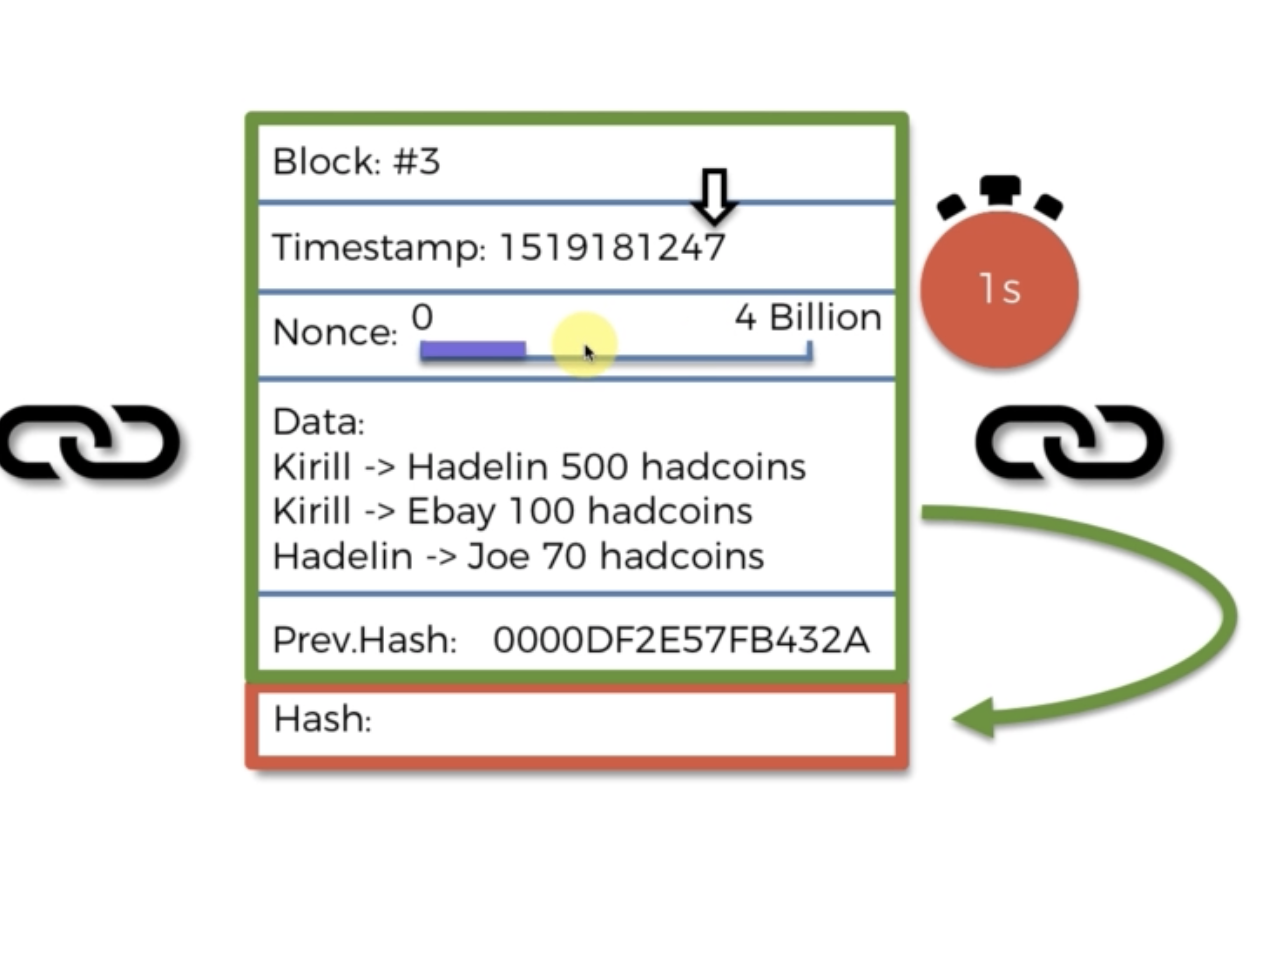 Block: #3
Timestamp: 1519181247
1s
0 4 Billion
Nonce:
Data:
Kirill -> Hadelin 500 hadcoins
Kirill -> Ebay 100 hadcoins
Hadelin -> Joe 70 hadcoins
Prev.Hash: 0000DF2E57FB432A
Hash: